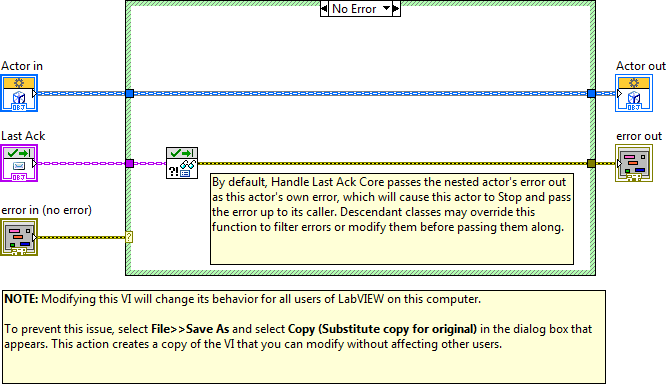 No Error
Actor in
Actor out
OBJ
OBJ
Last Ack
error out
OBJ
?!
By default, Handle Last Ack Core passes the nested actor's error out
as this actor's own error, which will cause this actor to Stop and pass
the error up to its caller. Descendant classes may override this
function to filter errors or modify them before passing them along.
error in (no error)
?
NOTE: Modifying this VI will change its behavior for all users of LabVIEW on this computer.
To prevent this issue, select File>>Save As and select Copy (Substitute copy for original) in the dialog box that
appears. This action creates a copy of the VI that you can modify without affecting other users.